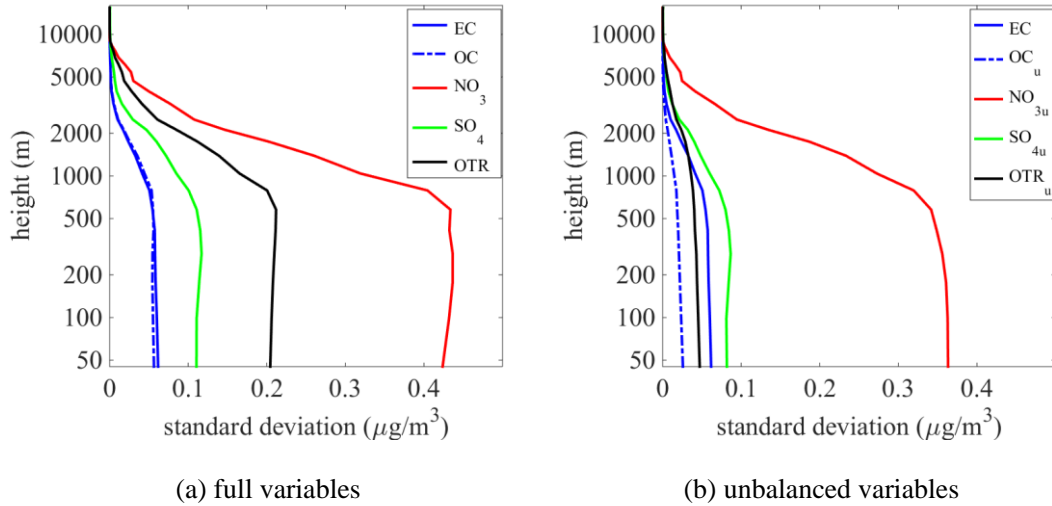 10000
5000
2000
1000
500
200
100
50
height (m)
0
0.1
0.2
0.3
0.4
standard deviation (μg/m³)
EC
OC
NO₃
SO₄
OTR
(a) full variables
10000
5000
2000
1000
500
200
100
50
height (m)
0
0.1
0.2
0.3
0.4
standard deviation (μg/m³)
EC
OCᵤ
NO₃ᵤ
SO₄ᵤ
OTRᵤ
(b) unbalanced variables